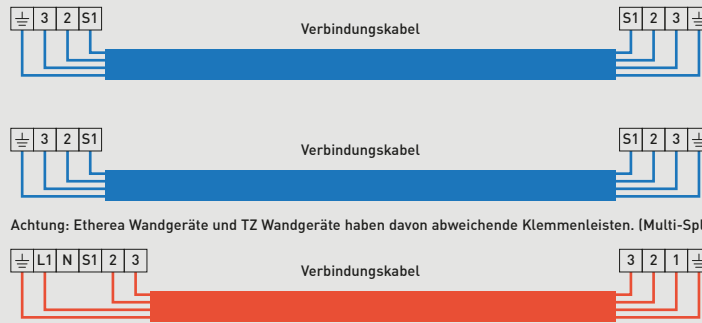 3 2 S1 Verbindungskabel S1 2 3
3 2 S1 Verbindungskabel S1 2 3
Achtung: Etherea Wandgeräte und TZ Wandgeräte haben davon abweichende Klemmenleisten. (Multi-Spl
L1 N S1 2 3 Verbindungskabel 3 2 1